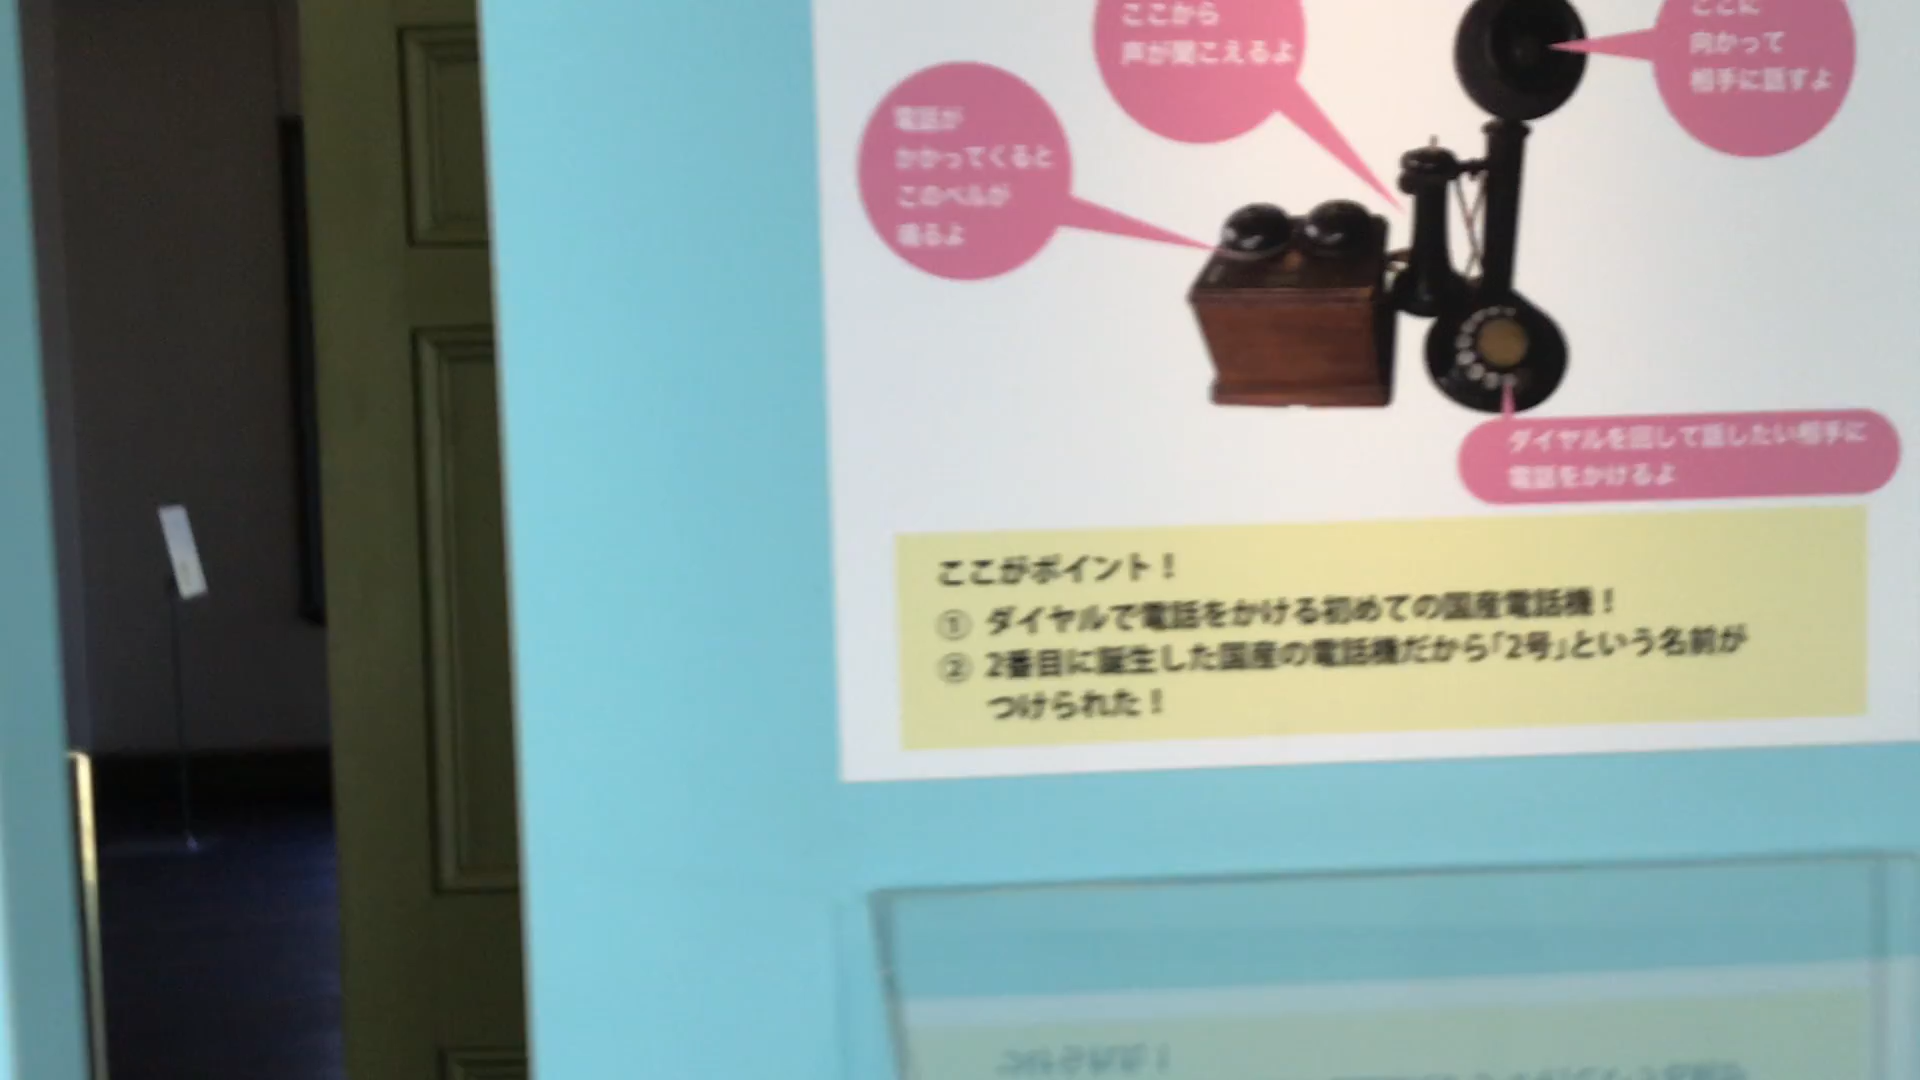 ここから
声が聞こえるよ
ここに
向かって
相手に話すよ
電話が
かかってくると
このベルが
鳴るよ
ダイヤルを回して話したい相手に
電話をかけるよ
ここがポイント！
① ダイヤルで電話をかける初めての国産電話機！
② 2番目に誕生した国産の電話機だから「2号」という名前が
つけられた！